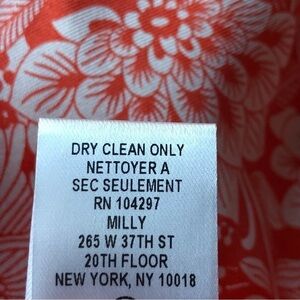 DRY CLEAN ONLY
NETTOYER A
SEC SEULEMENT
RN 104297
MILLY
265 W 37TH ST
20TH FLOOR
NEW YORK, NY 10018